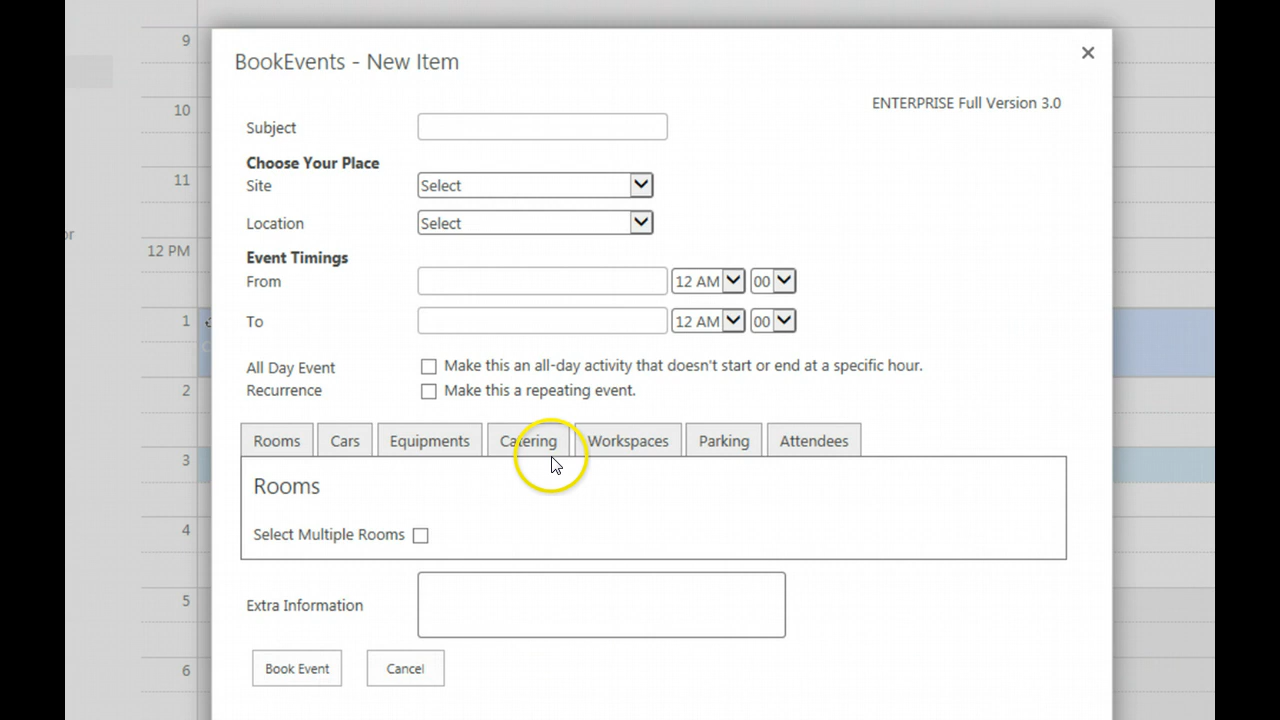 BookEvents - New Item
ENTERPRISE Full Version 3.0
Subject
Choose Your Place
Site Select
Location Select
Event Timings
From 12 AM 00
To 12 AM 00
All Day Event Make this an all-day activity that doesn't start or end at a specific hour.
Recurrence Make this a repeating event.
Rooms Cars Equipments Catering Workspaces Parking Attendees
Rooms
Select Multiple Rooms
Extra Information
Book Event Cancel
9
10
11
or
12 PM
1
2
3
4
5
6